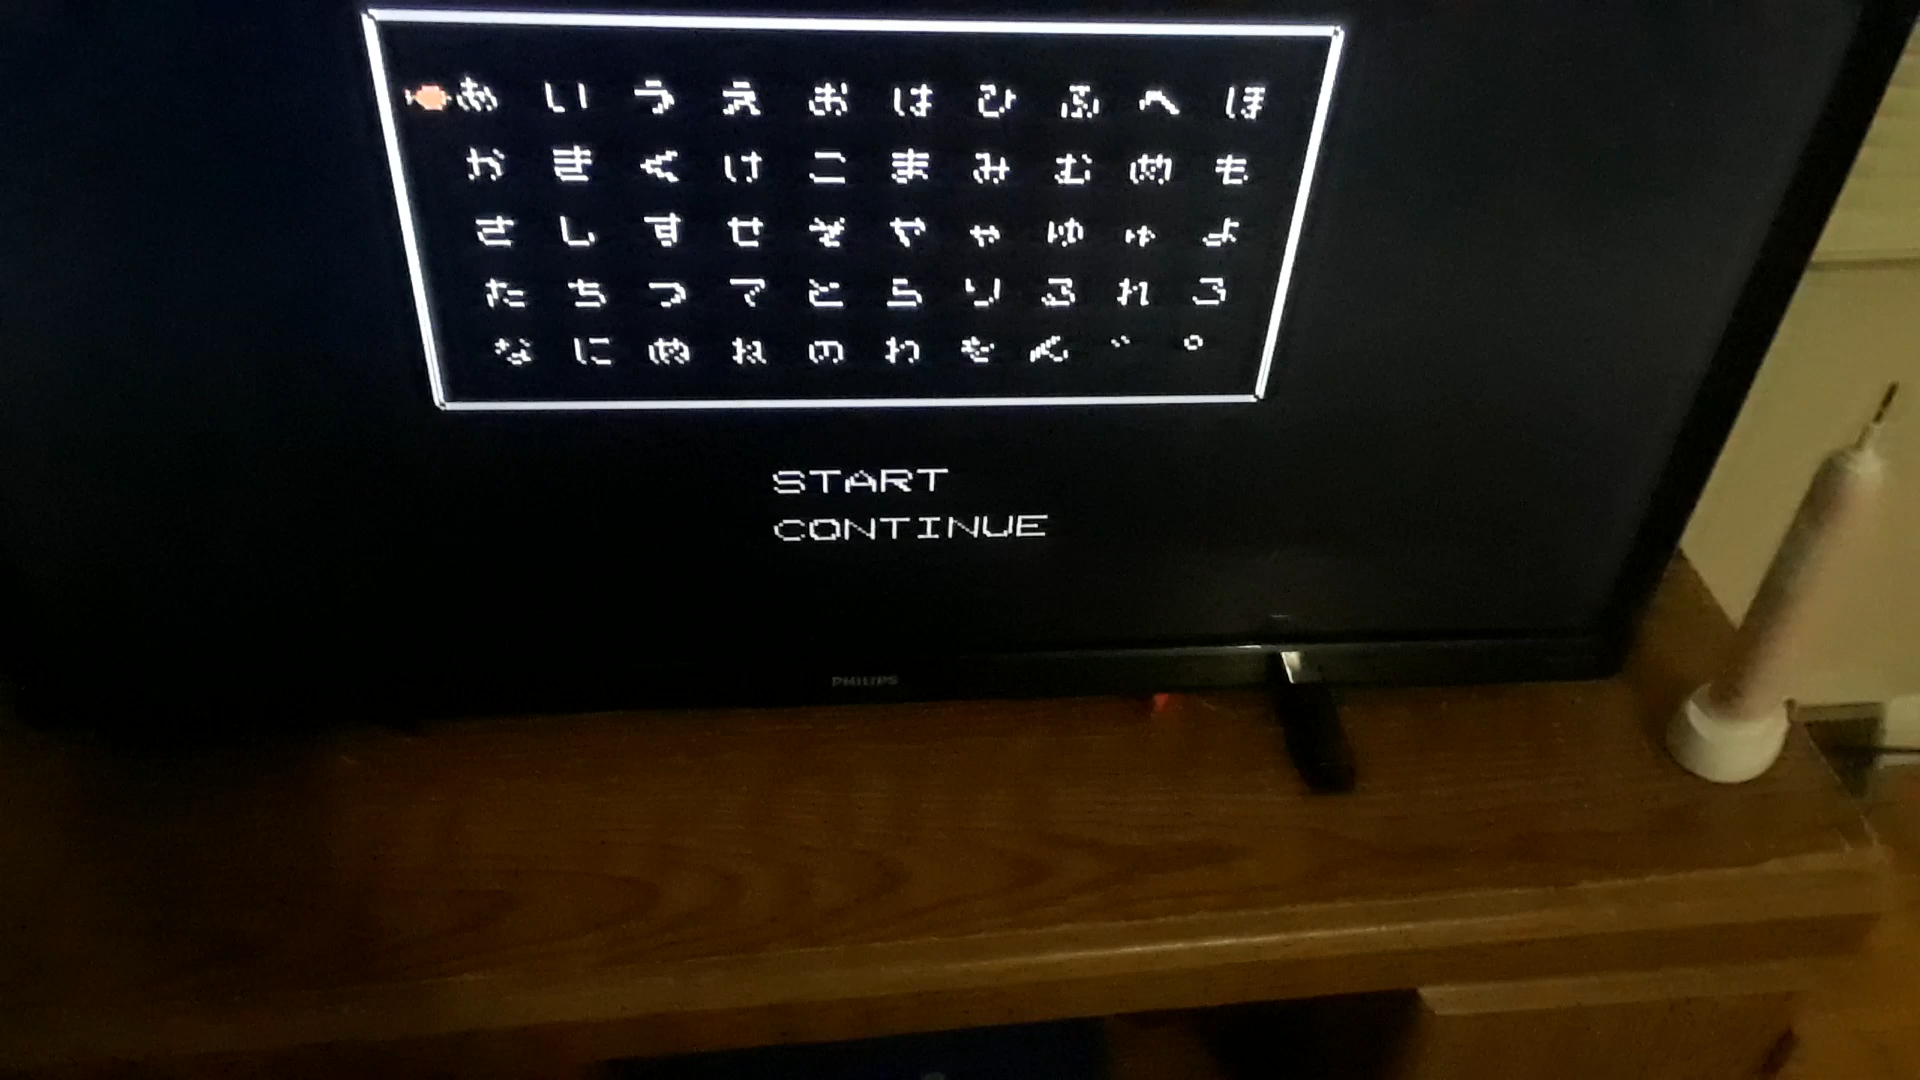 あ い う え お は ひ ふ へ ほ
か き く け こ ま み む め も
さ し す せ そ や ゃ ゆ ゅ よ
た ち つ て と ら り る れ ろ
な に ぬ ね の わ を ん ゛ ゜
START
CONTINUE
PHILIPS